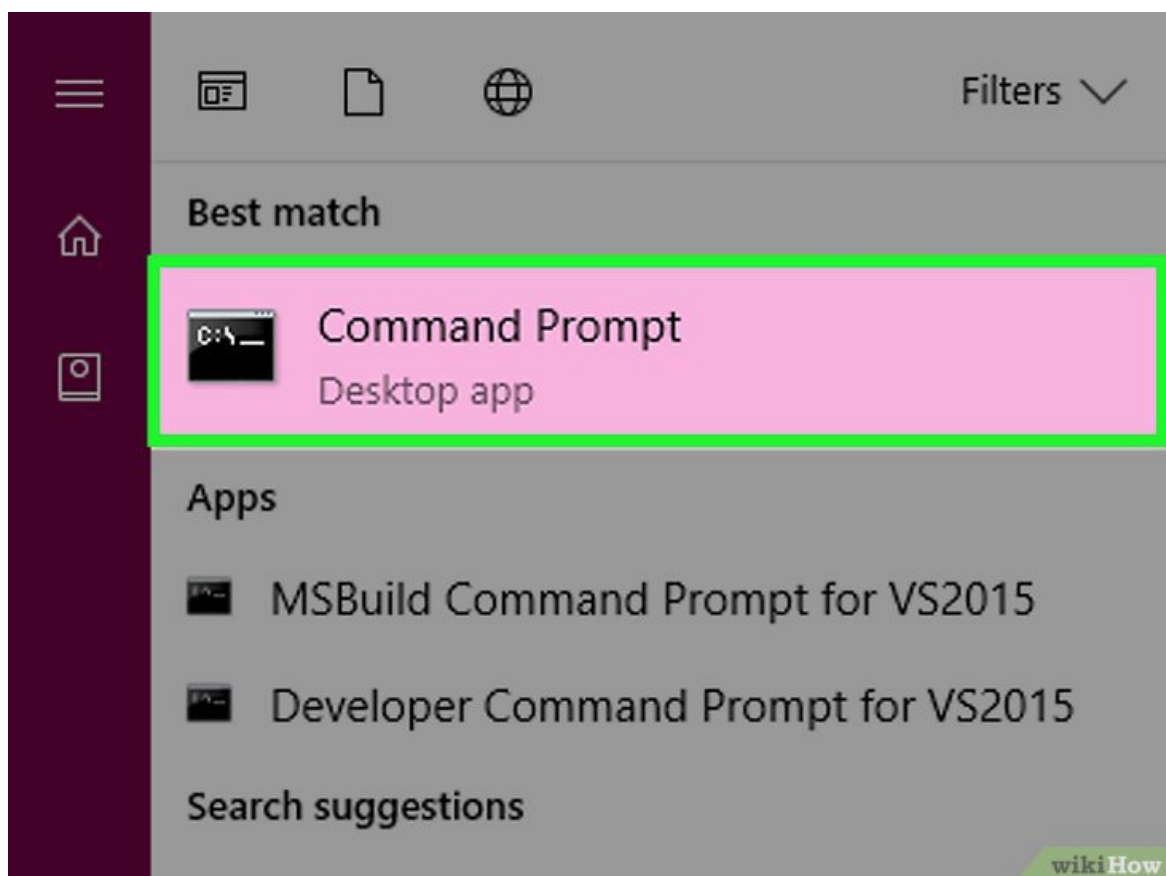 Filters
Best match
C:\_
Command Prompt
Desktop app
Apps
MSBuild Command Prompt for VS2015
Developer Command Prompt for VS2015
Search suggestions
wikiHow